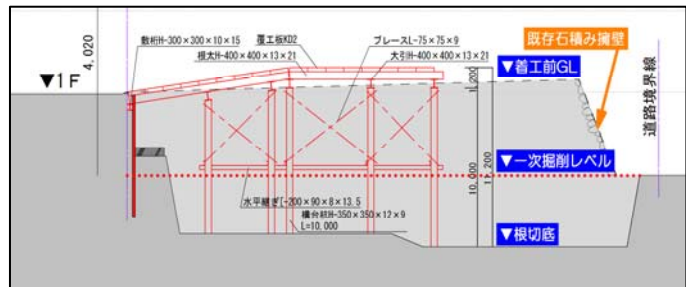 敷桁H-300×300×10×15
覆工板KD2
ブレースL-75×75×9
根太H-400×400×13×21
大引H-400×400×13×21
既存石積み擁壁
4,020
▼1F
▼着工前GL
1,200
道路境界線
▼一次掘削レベル
10,000
11,200
水平継ぎ[-200×90×8×13.5
構台杭H-350×350×12×9
L=10.000
▼根切底